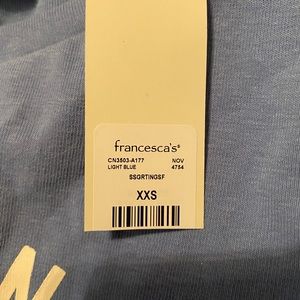 francesca's®
CN3503-A177 NOV
LIGHT BLUE 4754
SSGRTINGSF
XXS